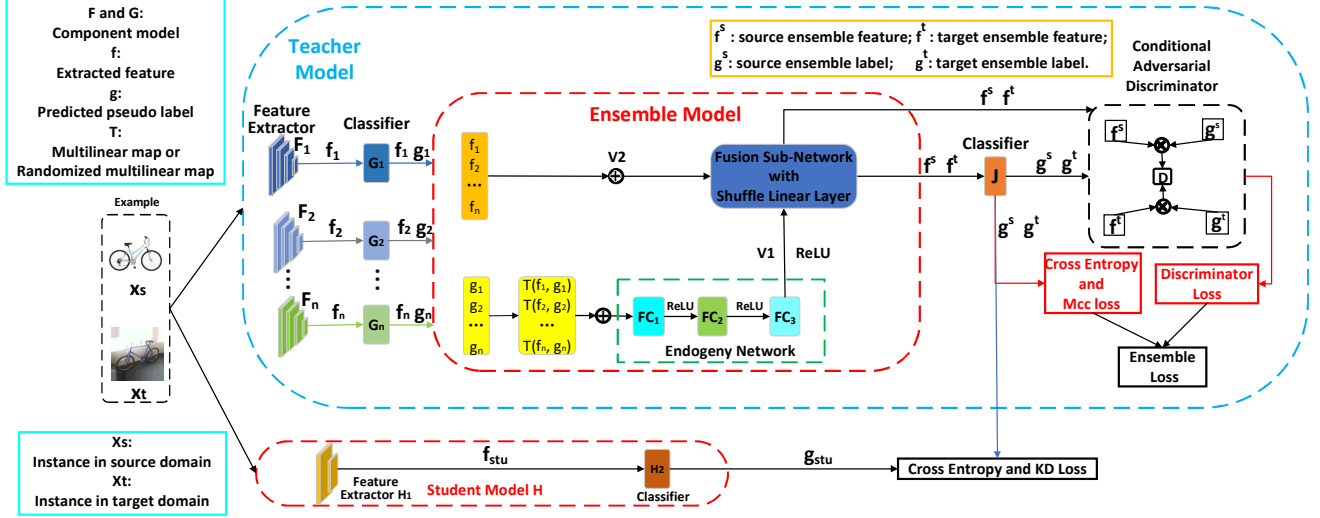 F and G:
Component model
f:
Extracted feature
g:
Predicted pseudo label
T:
Multilinear map or
Randomized multilinear map
Example
Xs
Xt
Xs:
Instance in source domain
Xt:
Instance in target domain
Teacher
Model
f^s : source ensemble feature; f^t : target ensemble feature;
g^s : source ensemble label; g^t : target ensemble label.
Feature
Extractor
Classifier
F1
f1
G1
f1 g1
F2
f2
G2
f2 g2
Fn
fn
Gn
fn gn
Ensemble Model
f1
f2
...
fn
V2
Fusion Sub-Network
with
Shuffle Linear Layer
V1
ReLU
g1
g2
...
gn
T(f1, g1)
T(f2, g2)
...
T(fn, gn)
FC1
ReLU
FC2
ReLU
FC3
Endogeny Network
f^s f^t
f^s f^t
Classifier
J
g^s g^t
g^s g^t
Conditional
Adversarial
Discriminator
f^s
g^s
D
f^t
g^t
Cross Entropy
and
Mcc loss
Discriminator
Loss
Ensemble
Loss
Feature
Extractor H1
fstu
Student Model H
H2
Classifier
gstu
Cross Entropy and KD Loss